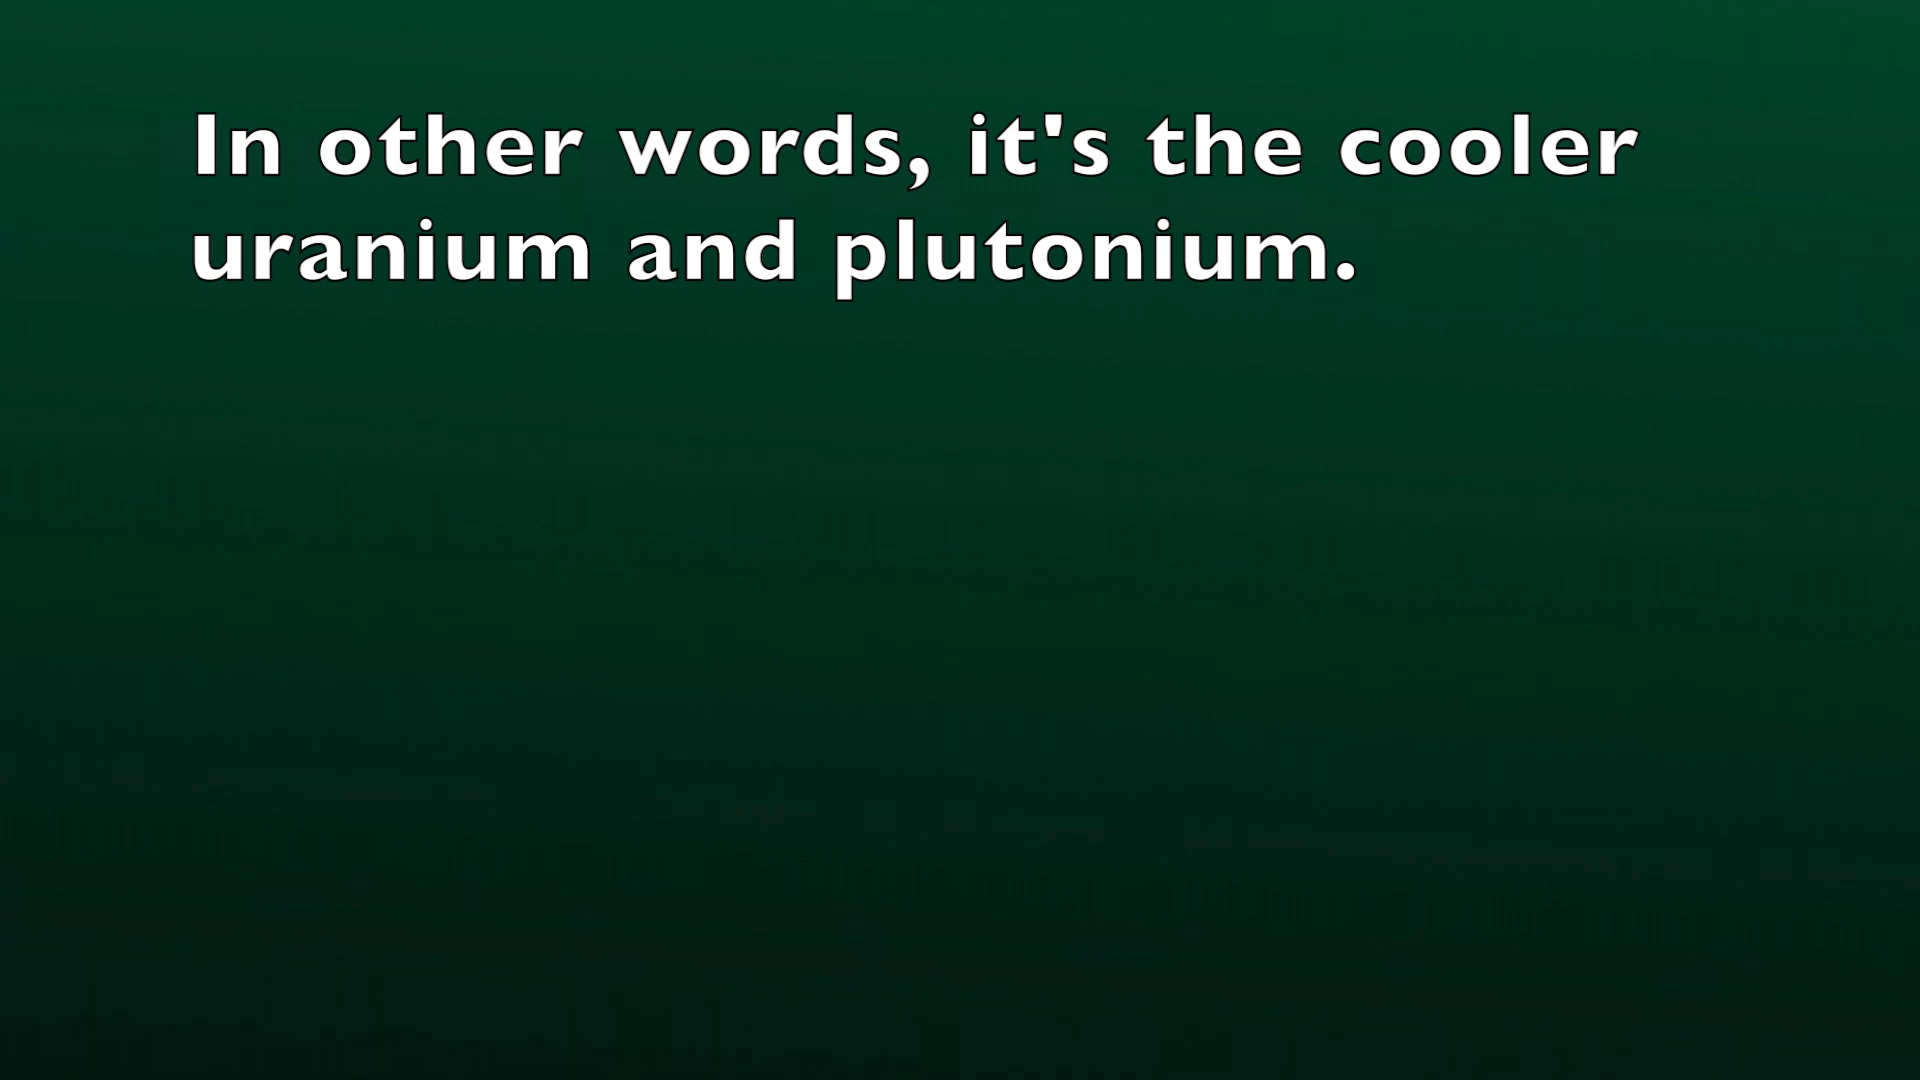 In other words, it's the cooler
uranium and plutonium.